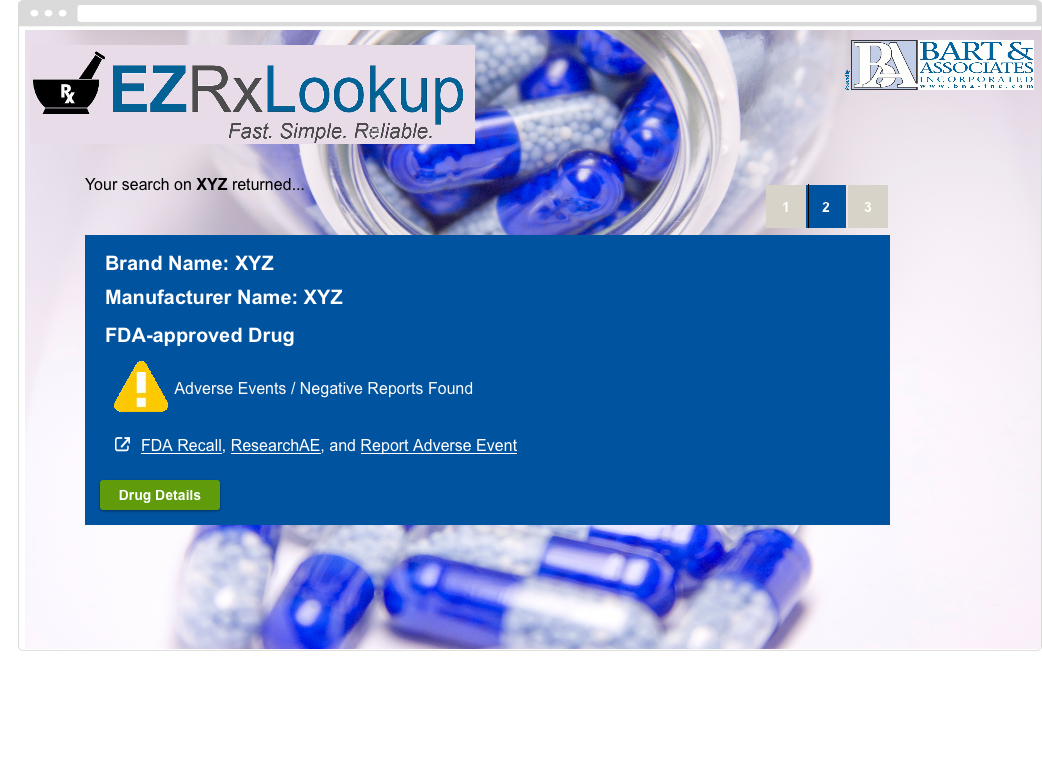 Rx
EZRxLookup
Fast. Simple. Reliable.
BA
BART &
ASSOCIATES
INCORPORATED
www.bna-inc.com
Your search on XYZ returned...
1 2 3
Brand Name: XYZ
Manufacturer Name: XYZ
FDA-approved Drug
Adverse Events / Negative Reports Found
FDA Recall, ResearchAE, and Report Adverse Event
Drug Details